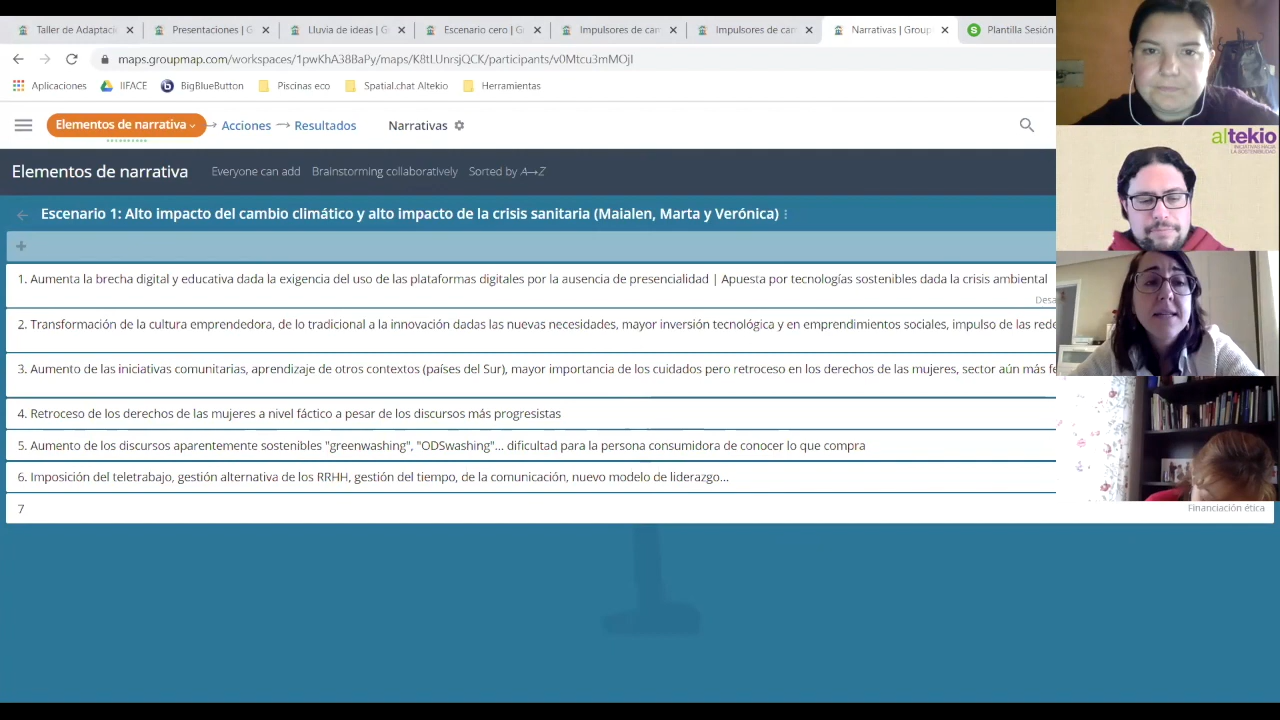 Taller de Adaptaci
Presentaciones | G
Lluvia de ideas | G
Escenario cero | G
Impulsores de cam
Impulsores de cam
Narrativas | Group
Plantilla Sesión
maps.groupmap.com/workspaces/1pwKhA38BaPy/maps/K8tLUnrsjQCK/participants/v0Mtcu3mMOjI
Aplicaciones
IIFACE
BigBlueButton
Piscinas eco
Spatial.chat Altekio
Herramientas
Elementos de narrativa
Acciones
Resultados
Narrativas
altekio
INICIATIVAS HACIA
LA SOSTENIBILIDAD
Elementos de narrativa
Everyone can add
Brainstorming collaboratively
Sorted by A→Z
Escenario 1: Alto impacto del cambio climático y alto impacto de la crisis sanitaria (Maialen, Marta y Verónica)
1. Aumenta la brecha digital y educativa dada la exigencia del uso de las plataformas digitales por la ausencia de presencialidad | Apuesta por tecnologías sostenibles dada la crisis ambiental
Desa
2. Transformación de la cultura emprendedora, de lo tradicional a la innovación dadas las nuevas necesidades, mayor inversión tecnológica y en emprendimientos sociales, impulso de las rede
3. Aumento de las iniciativas comunitarias, aprendizaje de otros contextos (países del Sur), mayor importancia de los cuidados pero retroceso en los derechos de las mujeres, sector aún más fe
4. Retroceso de los derechos de las mujeres a nivel fáctico a pesar de los discursos más progresistas
5. Aumento de los discursos aparentemente sostenibles "greenwashing", "ODSwashing"... dificultad para la persona consumidora de conocer lo que compra
6. Imposición del teletrabajo, gestión alternativa de los RRHH, gestión del tiempo, de la comunicación, nuevo modelo de liderazgo...
7
Financiación ética